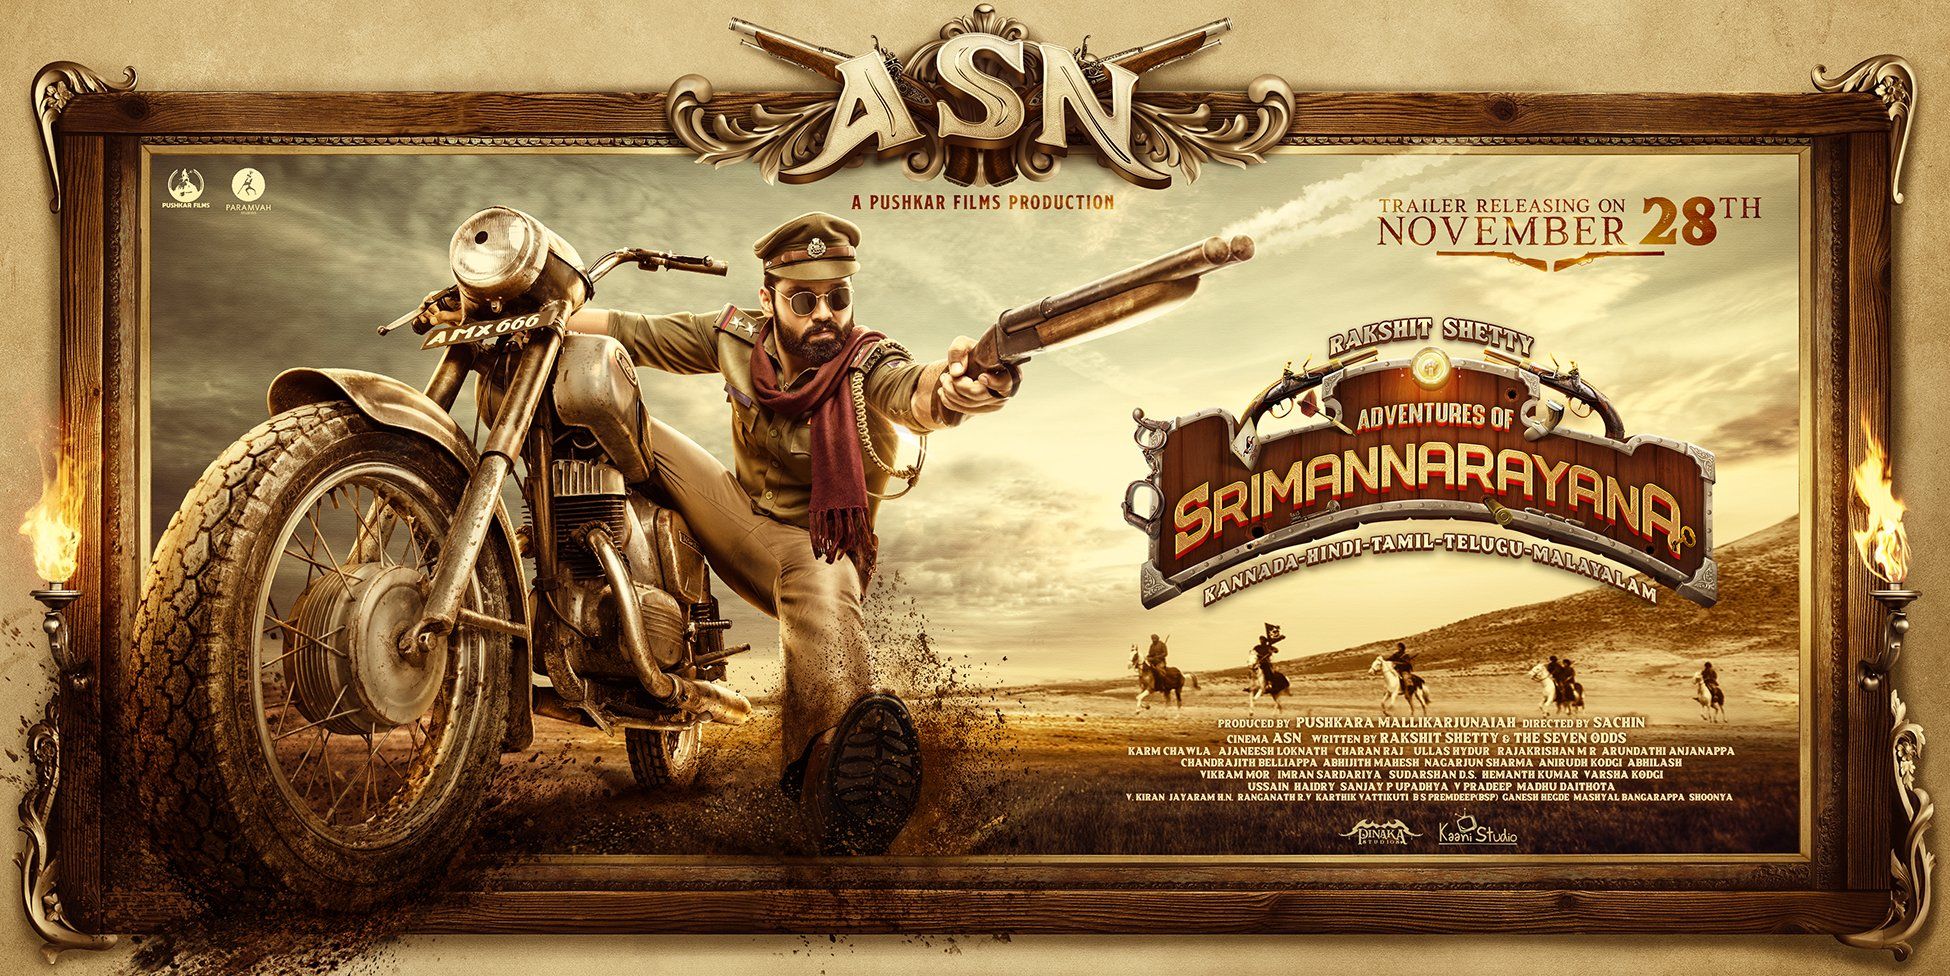 ASN
A PUSHKAR FILMS PRODUCTION
PUSHKAR FILMS
PARAMVAH
STUDIOS
TRAILER RELEASING ON
NOVEMBER 28TH
AMX 666
RAKSHIT SHETTY
ADVENTURES OF
SRIMANNARAYANA
KANNADA-HINDI-TAMIL-TELUGU-MALAYALAM
PRODUCED BY PUSHKARA MALLIKARJUNAIAH DIRECTED BY SACHIN
CINEMA ASN WRITTEN BY RAKSHIT SHETTY & THE SEVEN ODDS
KARM CHAWLA AJANEESH LOKNATH CHARAN RAJ ULLAS HYDUR RAJAKRISHAN M R ARUNDATHI ANJANAPPA
CHANDRAJITH BELLIAPPA ABHIJITH MAHESH NAGARJUN SHARMA ANIRUDH KODGI ABHILASH
VIKRAM MOR IMRAN SARDARIYA SUDARSHAN D.S. HEMANTH KUMAR VARSHA KODGI
USSAIN HAIDRY SANJAY P UPADHYA V PRADEEP MADHU DAITHOTA
V. KIRAN JAYARAM H.N. RANGANATH R.V KARTHIK VATTIKUTI B S PREMDEEP(BSP) GANESH HEGDE MASHYAL BANGARAPPA SHOONYA
PINAKA
STUDIOS
Kaani Studio